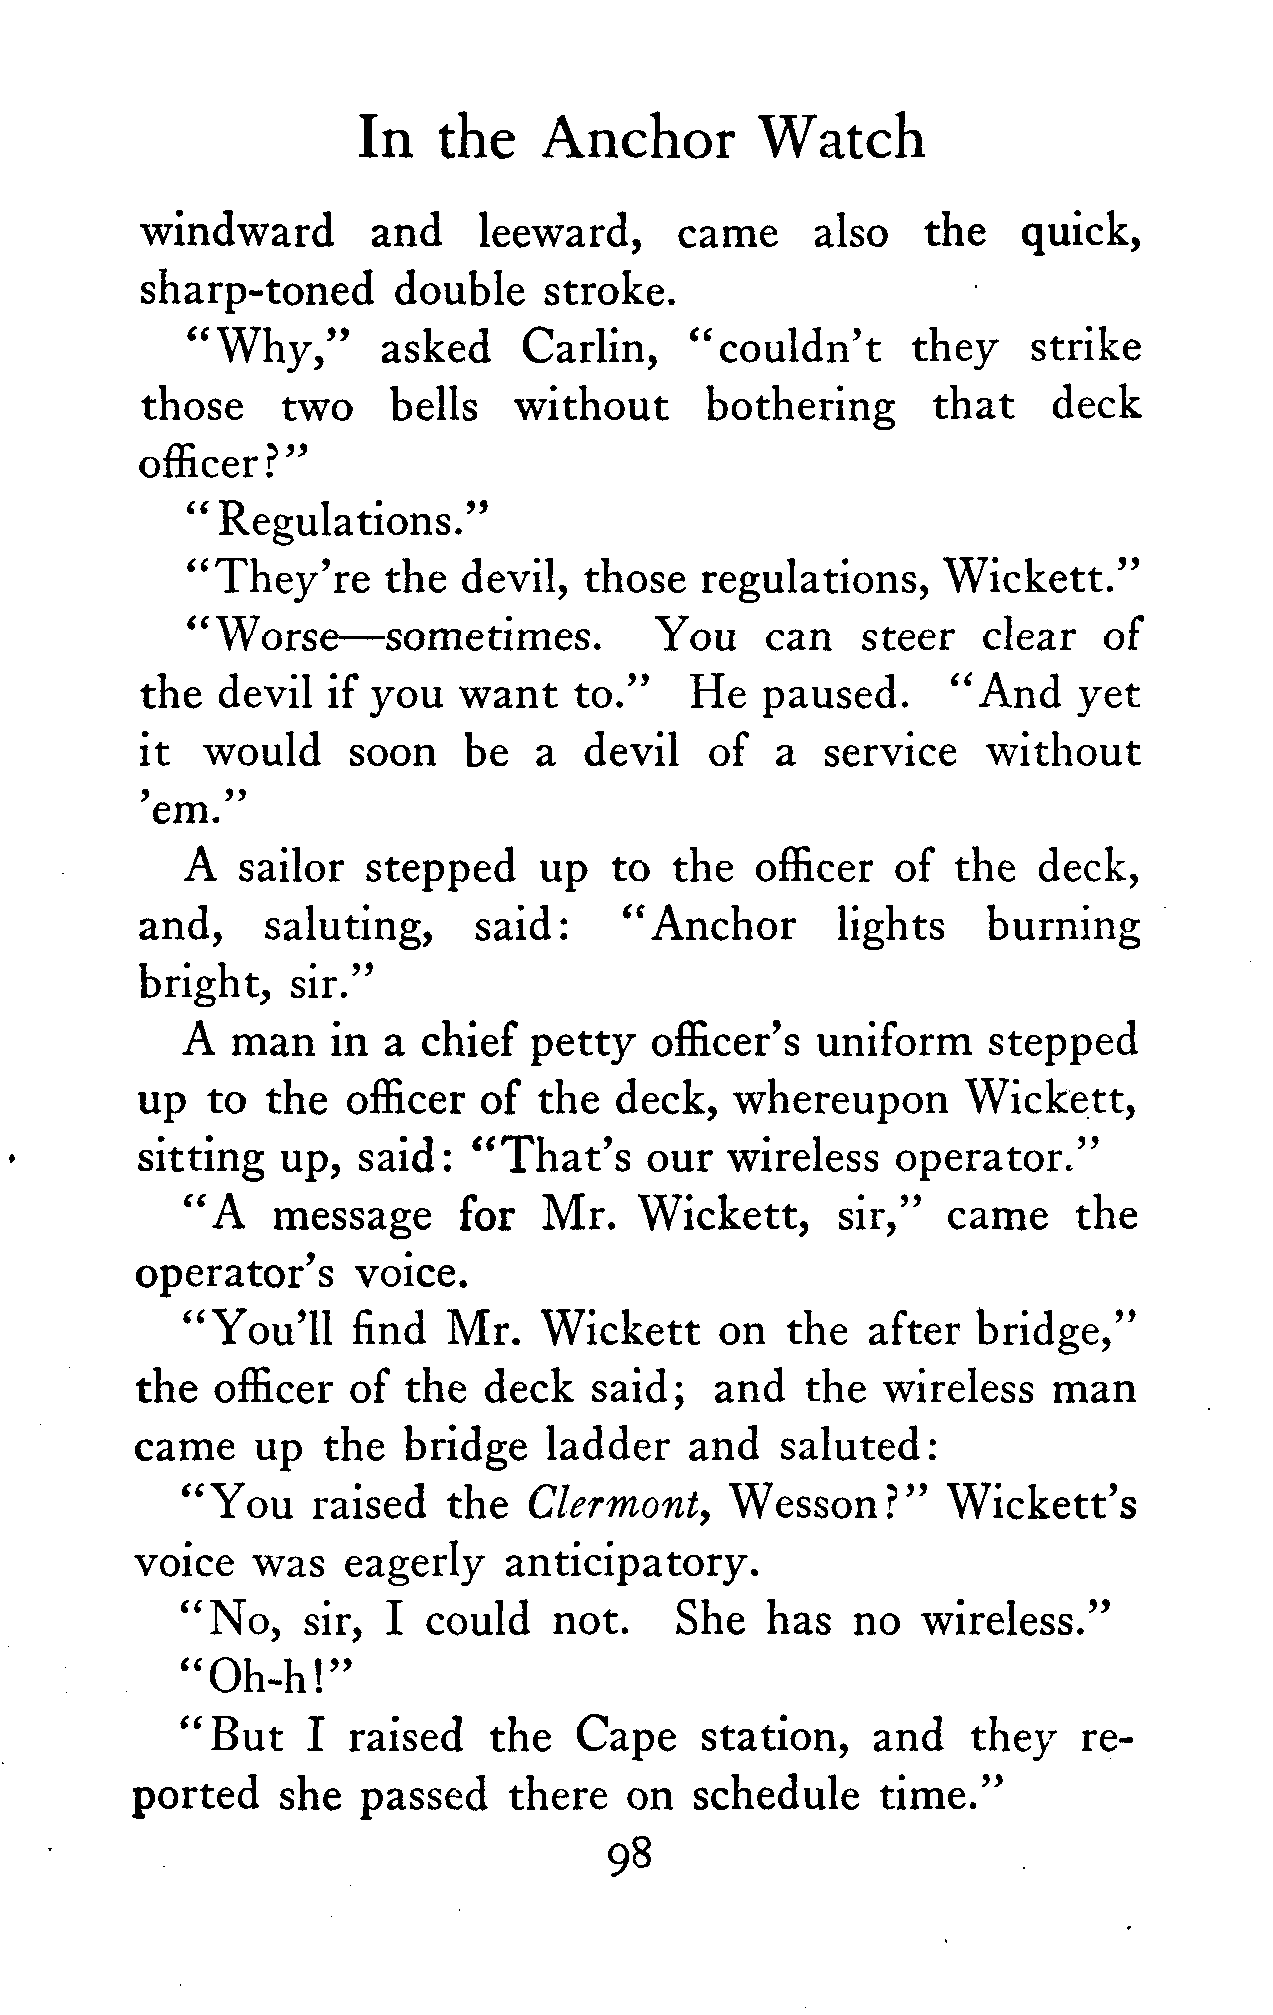 In the Anchor Watch
windward and leeward, came also the quick,
sharp-toned double stroke.
"Why," asked Carlin, "couldn't they strike
those two bells without bothering that deck
officer?"
"Regulations."
"They're the devil, those regulations, Wickett."
"Worse—sometimes. You can steer clear of
the devil if you want to." He paused. "And yet
it would soon be a devil of a service without
'em."
A sailor stepped up to the officer of the deck,
and, saluting, said: "Anchor lights burning
bright, sir."
A man in a chief petty officer's uniform stepped
up to the officer of the deck, whereupon Wickett,
sitting up, said: "That's our wireless operator."
"A message for Mr. Wickett, sir," came the
operator's voice.
"You'll find Mr. Wickett on the after bridge,"
the officer of the deck said; and the wireless man
came up the bridge ladder and saluted:
"You raised the Clermont, Wesson?" Wickett's
voice was eagerly anticipatory.
"No, sir, I could not. She has no wireless."
"Oh-h!"
"But I raised the Cape station, and they re-
ported she passed there on schedule time."
98